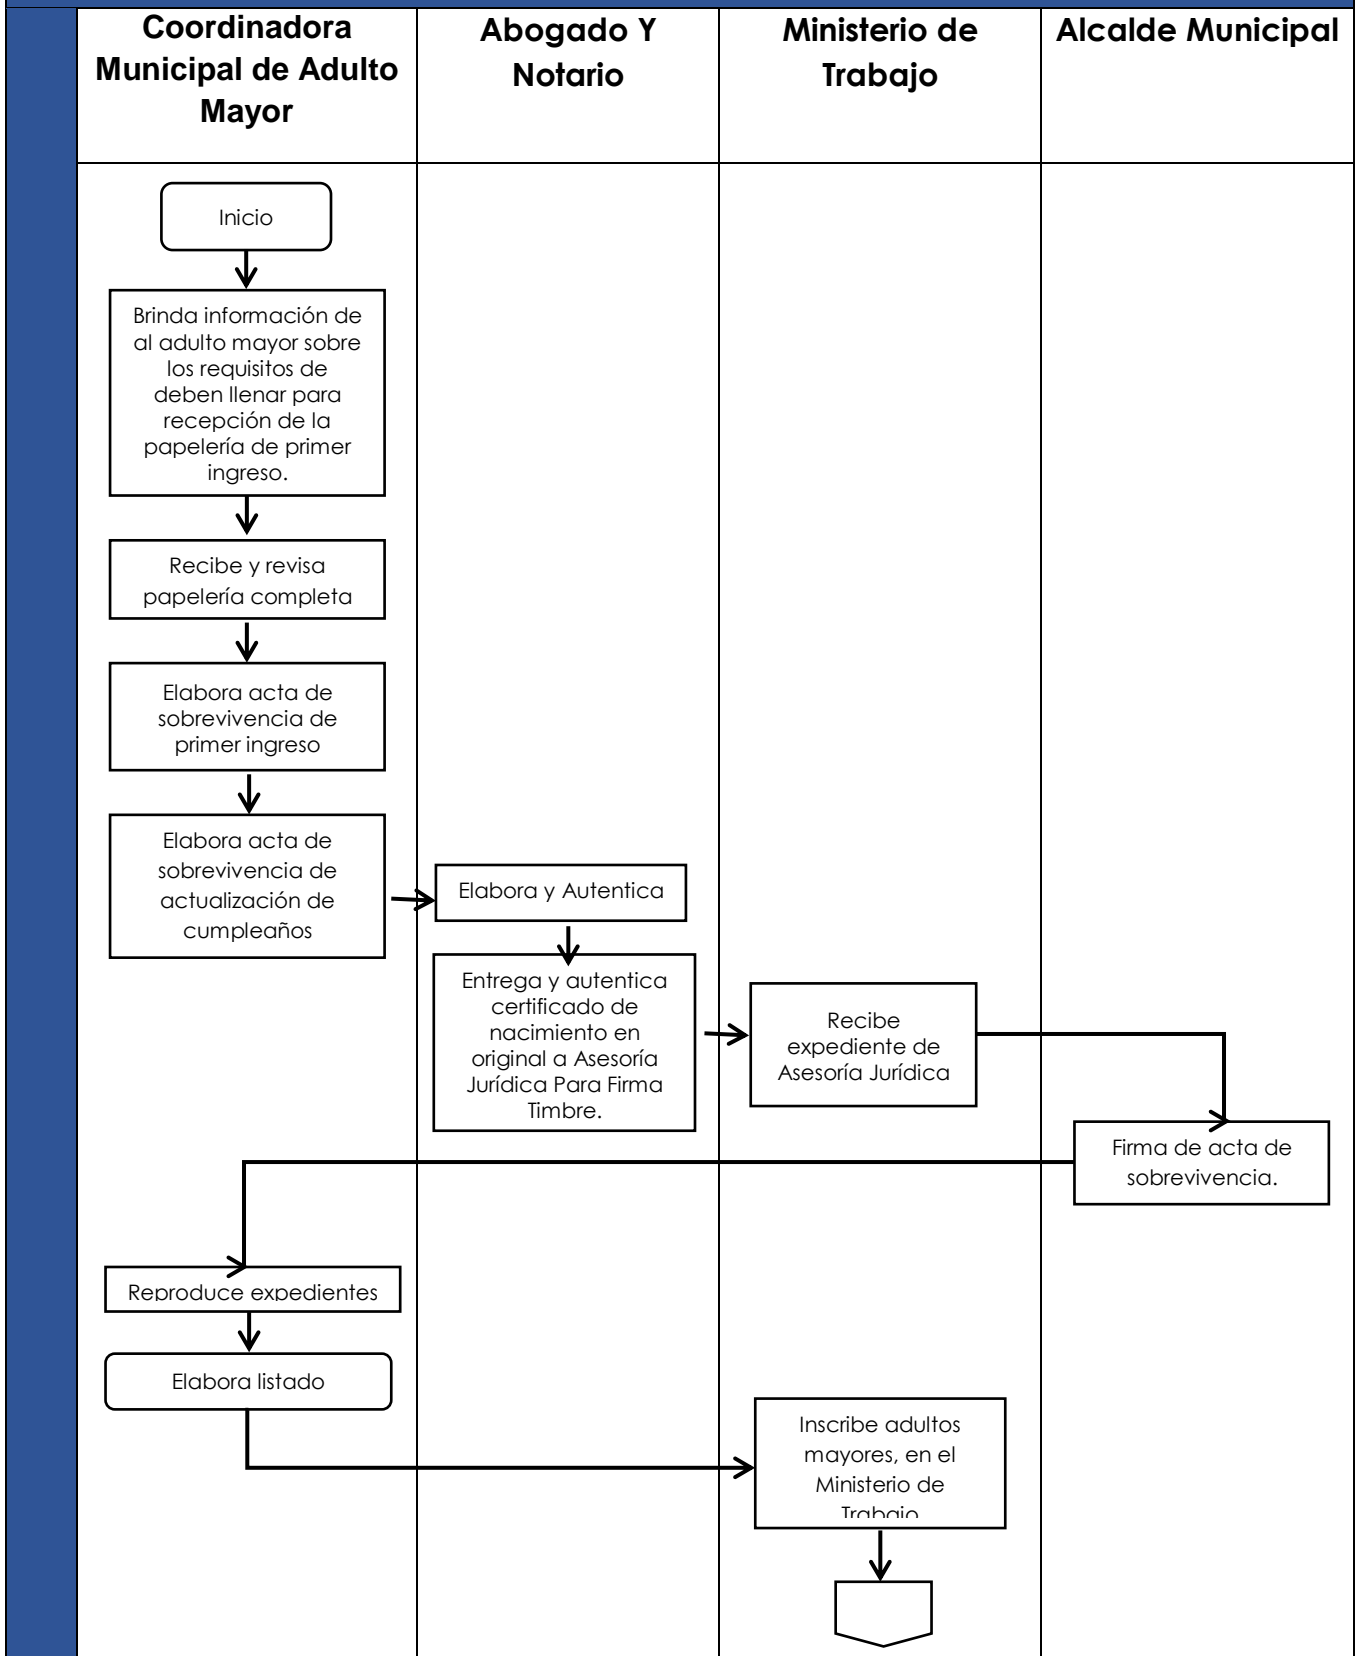 Coordinadora
Municipal de Adulto
Mayor
Abogado Y
Notario
Ministerio de
Trabajo
Alcalde Municipal
Inicio
Brinda información de
al adulto mayor sobre
los requisitos de
deben llenar para
recepción de la
papelería de primer
ingreso.
Recibe y revisa
papelería completa
Elabora acta de
sobrevivencia de
primer ingreso
Elabora acta de
sobrevivencia de
actualización de
cumpleaños
Elabora y Autentica
Entrega y autentica
certificado de
nacimiento en
original a Asesoría
Jurídica Para Firma
Timbre.
Recibe
expediente de
Asesoría Jurídica
Firma de acta de
sobrevivencia.
Reproduce expedientes
Elabora listado
Inscribe adultos
mayores, en el
Ministerio de
Trabajo